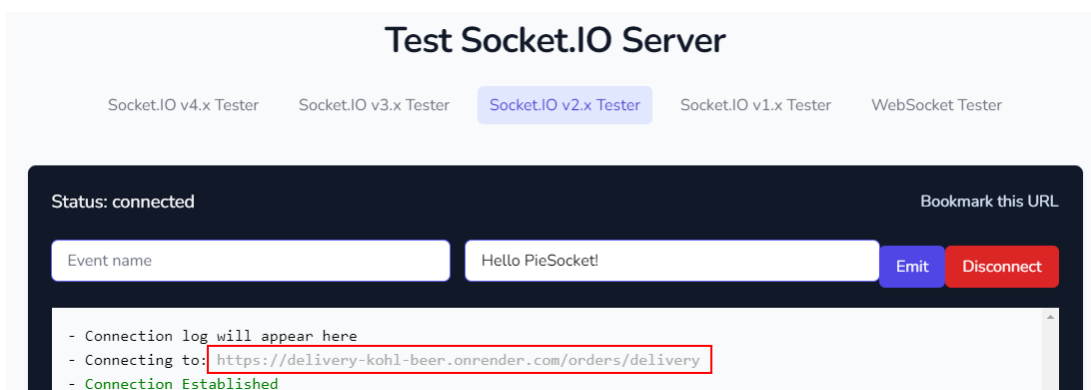 Test Socket.IO Server
Socket.IO v4.x Tester Socket.IO v3.x Tester Socket.IO v2.x Tester Socket.IO v1.x Tester WebSocket Tester
Status: connected Bookmark this URL
Event name Hello PieSocket! Emit Disconnect
- Connection log will appear here
- Connecting to: https://delivery-kohl-beer.onrender.com/orders/delivery
- Connection Established